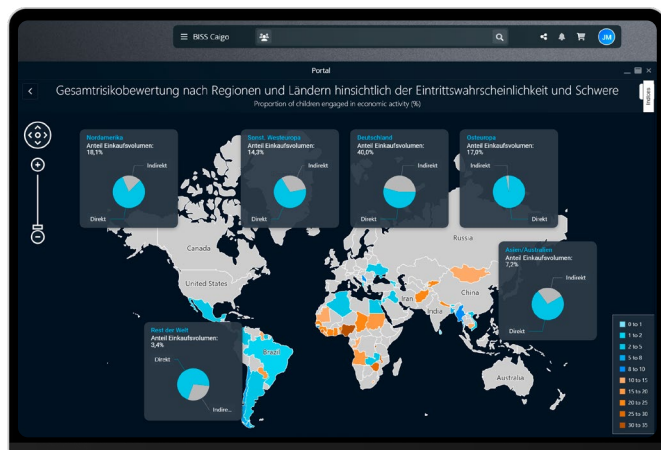 BISS Caigo
JM
Portal
Gesamtrisikobewertung nach Regionen und Ländern hinsichtlich der Eintrittswahrscheinlichkeit und Schwere
Proportion of children engaged in economic activity (%)
Indices
Nordamerika
Anteil Einkaufsvolumen:
18,1%
Indirekt
Direkt
Sonst. Westeuropa
Anteil Einkaufsvolumen:
14,3%
Indirekt
Direkt
Deutschland
Anteil Einkaufsvolumen:
40,0%
Indirekt
Direkt
Osteuropa
Anteil Einkaufsvolumen:
17,0%
Indirekt
Direkt
Asien/Australien
Anteil Einkaufsvolumen:
7,2%
Indirekt
Direkt
Rest der Welt
Anteil Einkaufsvolumen:
3,4%
Direkt
Indire...
Canada
United States
Brazil
Russia
China
Iran
India
Australia
0 to 1
1 to 2
2 to 5
5 to 8
8 to 10
10 to 15
15 to 20
20 to 25
25 to 30
30 to 35